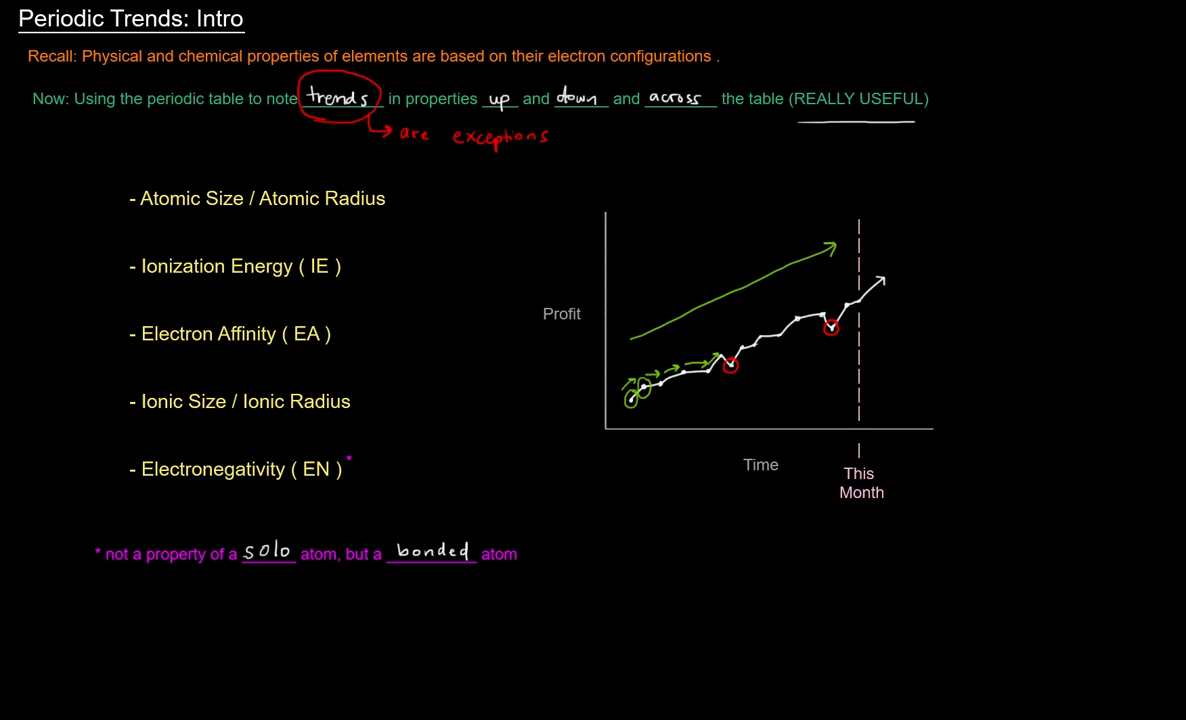 Periodic Trends: Intro
Recall: Physical and chemical properties of elements are based on their electron configurations .
Now: Using the periodic table to note trends in properties up and down and across the table (REALLY USEFUL)
are exceptions
- Atomic Size / Atomic Radius
- Ionization Energy ( IE )
- Electron Affinity ( EA )
- Ionic Size / Ionic Radius
- Electronegativity ( EN ) *
* not a property of a solo atom, but a bonded atom
Profit
Time
This
Month